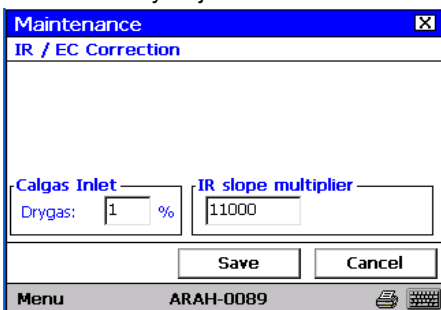 Maintenance X
IR / EC Correction
Calgas Inlet IR slope multiplier
Drygas: 1 % 11000
Save Cancel
Menu ARAH-0089